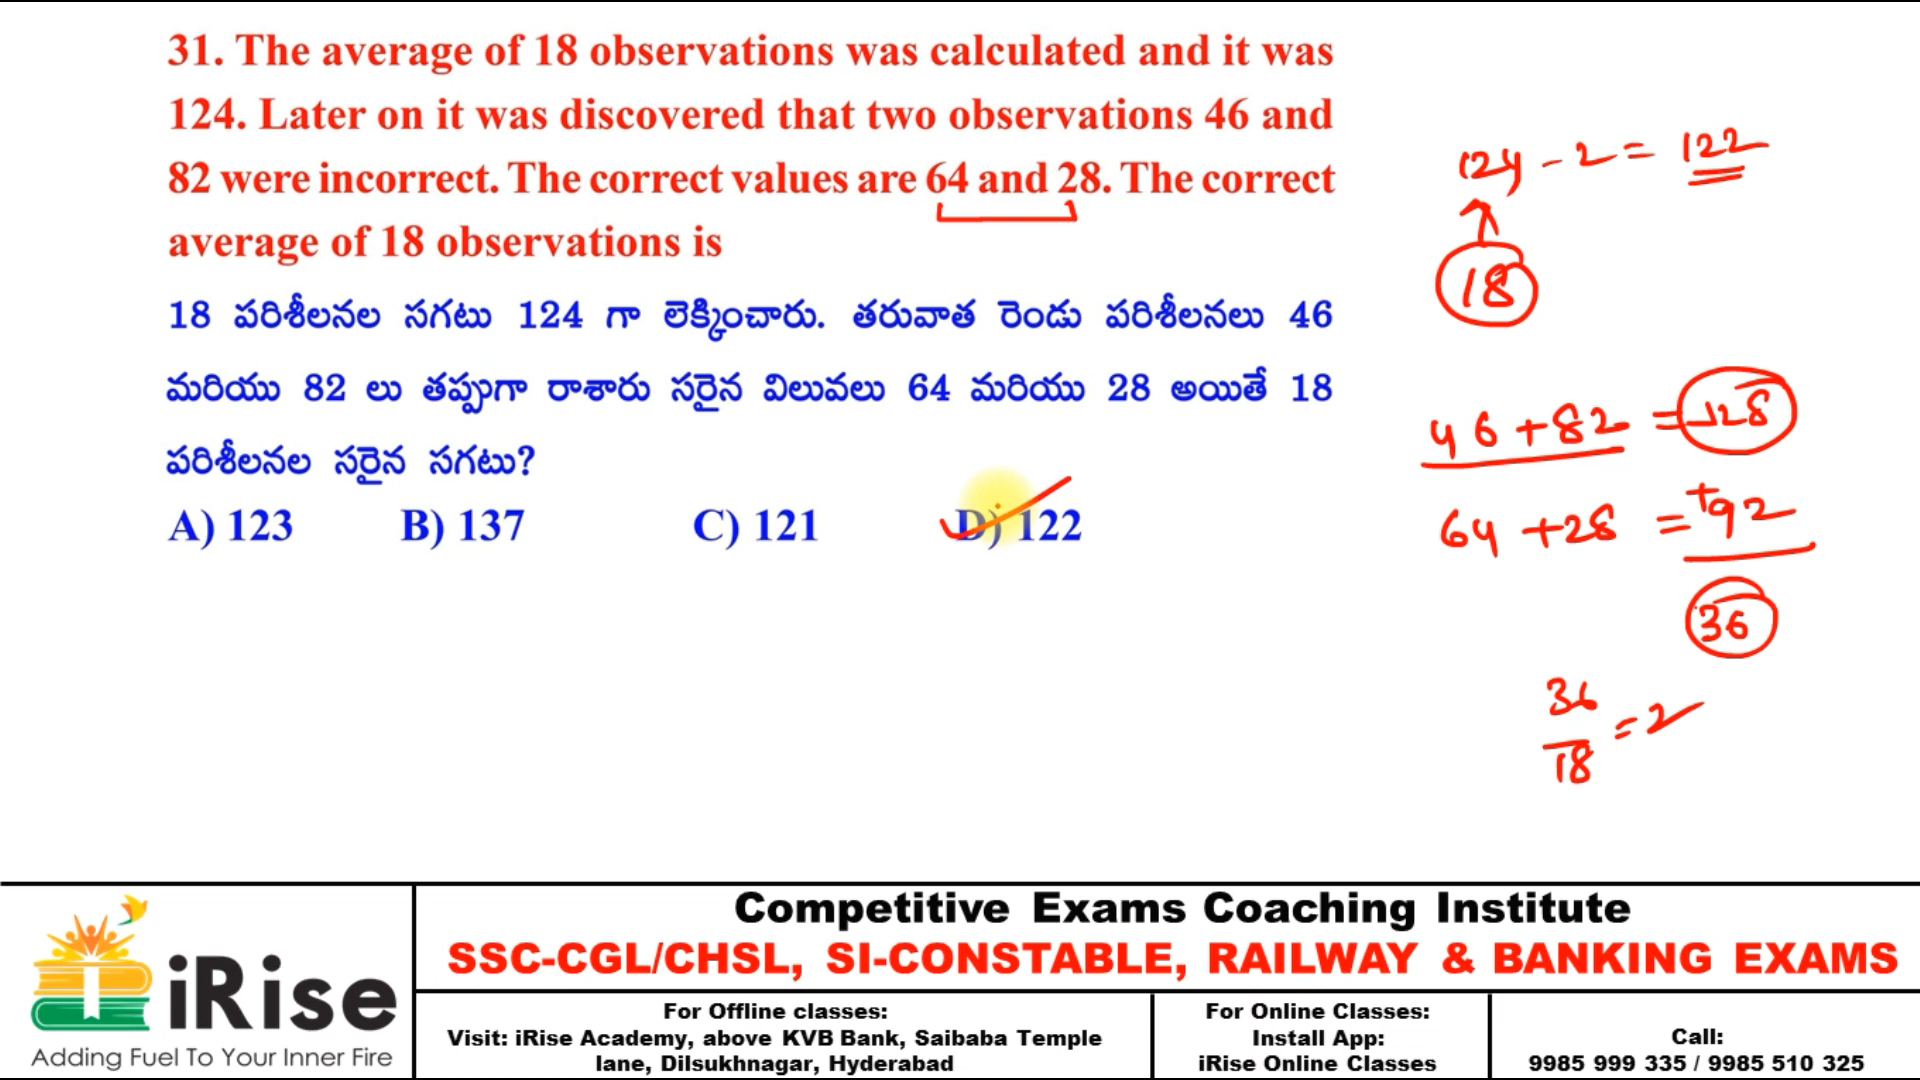 31. The average of 18 observations was calculated and it was
124. Later on it was discovered that two observations 46 and
82 were incorrect. The correct values are 64 and 28. The correct
average of 18 observations is
18 పరిశీలనల సగటు 124 గా లెక్కించారు. తరువాత రెండు పరిశీలనలు 46
మరియు 82 లు తప్పుగా రాశారు సరైన విలువలు 64 మరియు 28 అయితే 18
పరిశీలనల సరైన సగటు?
A) 123 B) 137 C) 121 D) 122
124 - 2 = 122
18
46 + 82 = 128
64 + 28 = +92
36
36
18
= 2
iRise
Adding Fuel To Your Inner Fire
Competitive Exams Coaching Institute
SSC-CGL/CHSL, SI-CONSTABLE, RAILWAY & BANKING EXAMS
For Offline classes:
Visit: iRise Academy, above KVB Bank, Saibaba Temple
lane, Dilsukhnagar, Hyderabad
For Online Classes:
Install App:
iRise Online Classes
Call:
9985 999 335 / 9985 510 325